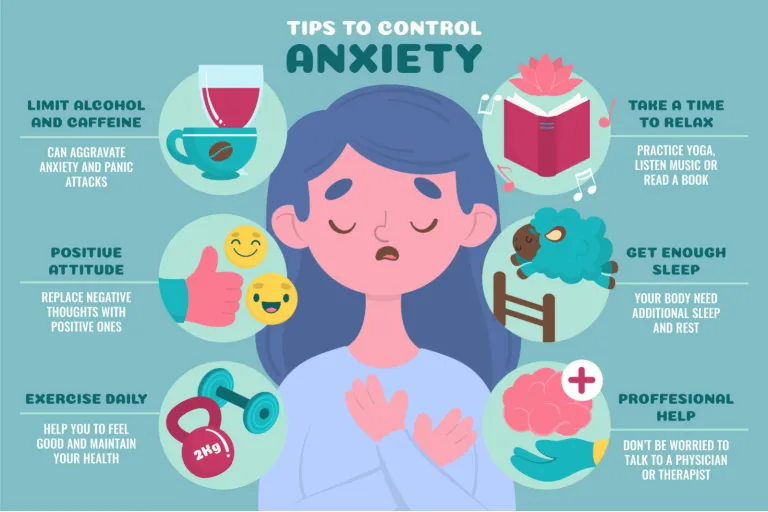 TIPS TO CONTROL
ANXIETY
LIMIT ALCOHOL
AND CAFFEINE
CAN AGGRAVATE
ANXIETY AND PANIC
ATTACKS
POSITIVE
ATTITUDE
REPLACE NEGATIVE
THOUGHTS WITH
POSITIVE ONES
EXERCISE DAILY
HELP YOU TO FEEL
GOOD AND MAINTAIN
YOUR HEALTH
2Kg
TAKE A TIME
TO RELAX
PRACTICE YOGA,
LISTEN MUSIC OR
READ A BOOK
GET ENOUGH
SLEEP
YOUR BODY NEED
ADDITIONAL SLEEP
AND REST
PROFFESIONAL
HELP
DON'T BE WORRIED TO
TALK TO A PHYSICIAN
OR THERAPIST